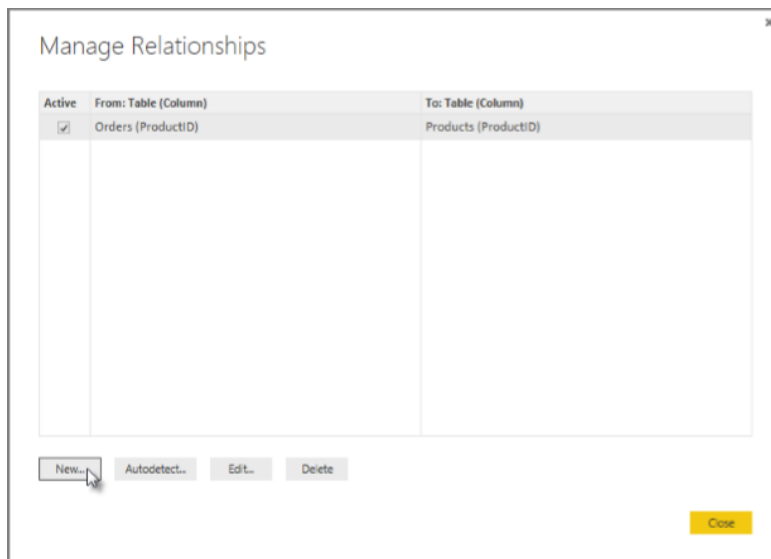 Manage Relationships
Active From: Table (Column) To: Table (Column)
Orders (ProductID) Products (ProductID)
New... Autodetect... Edit... Delete
Close